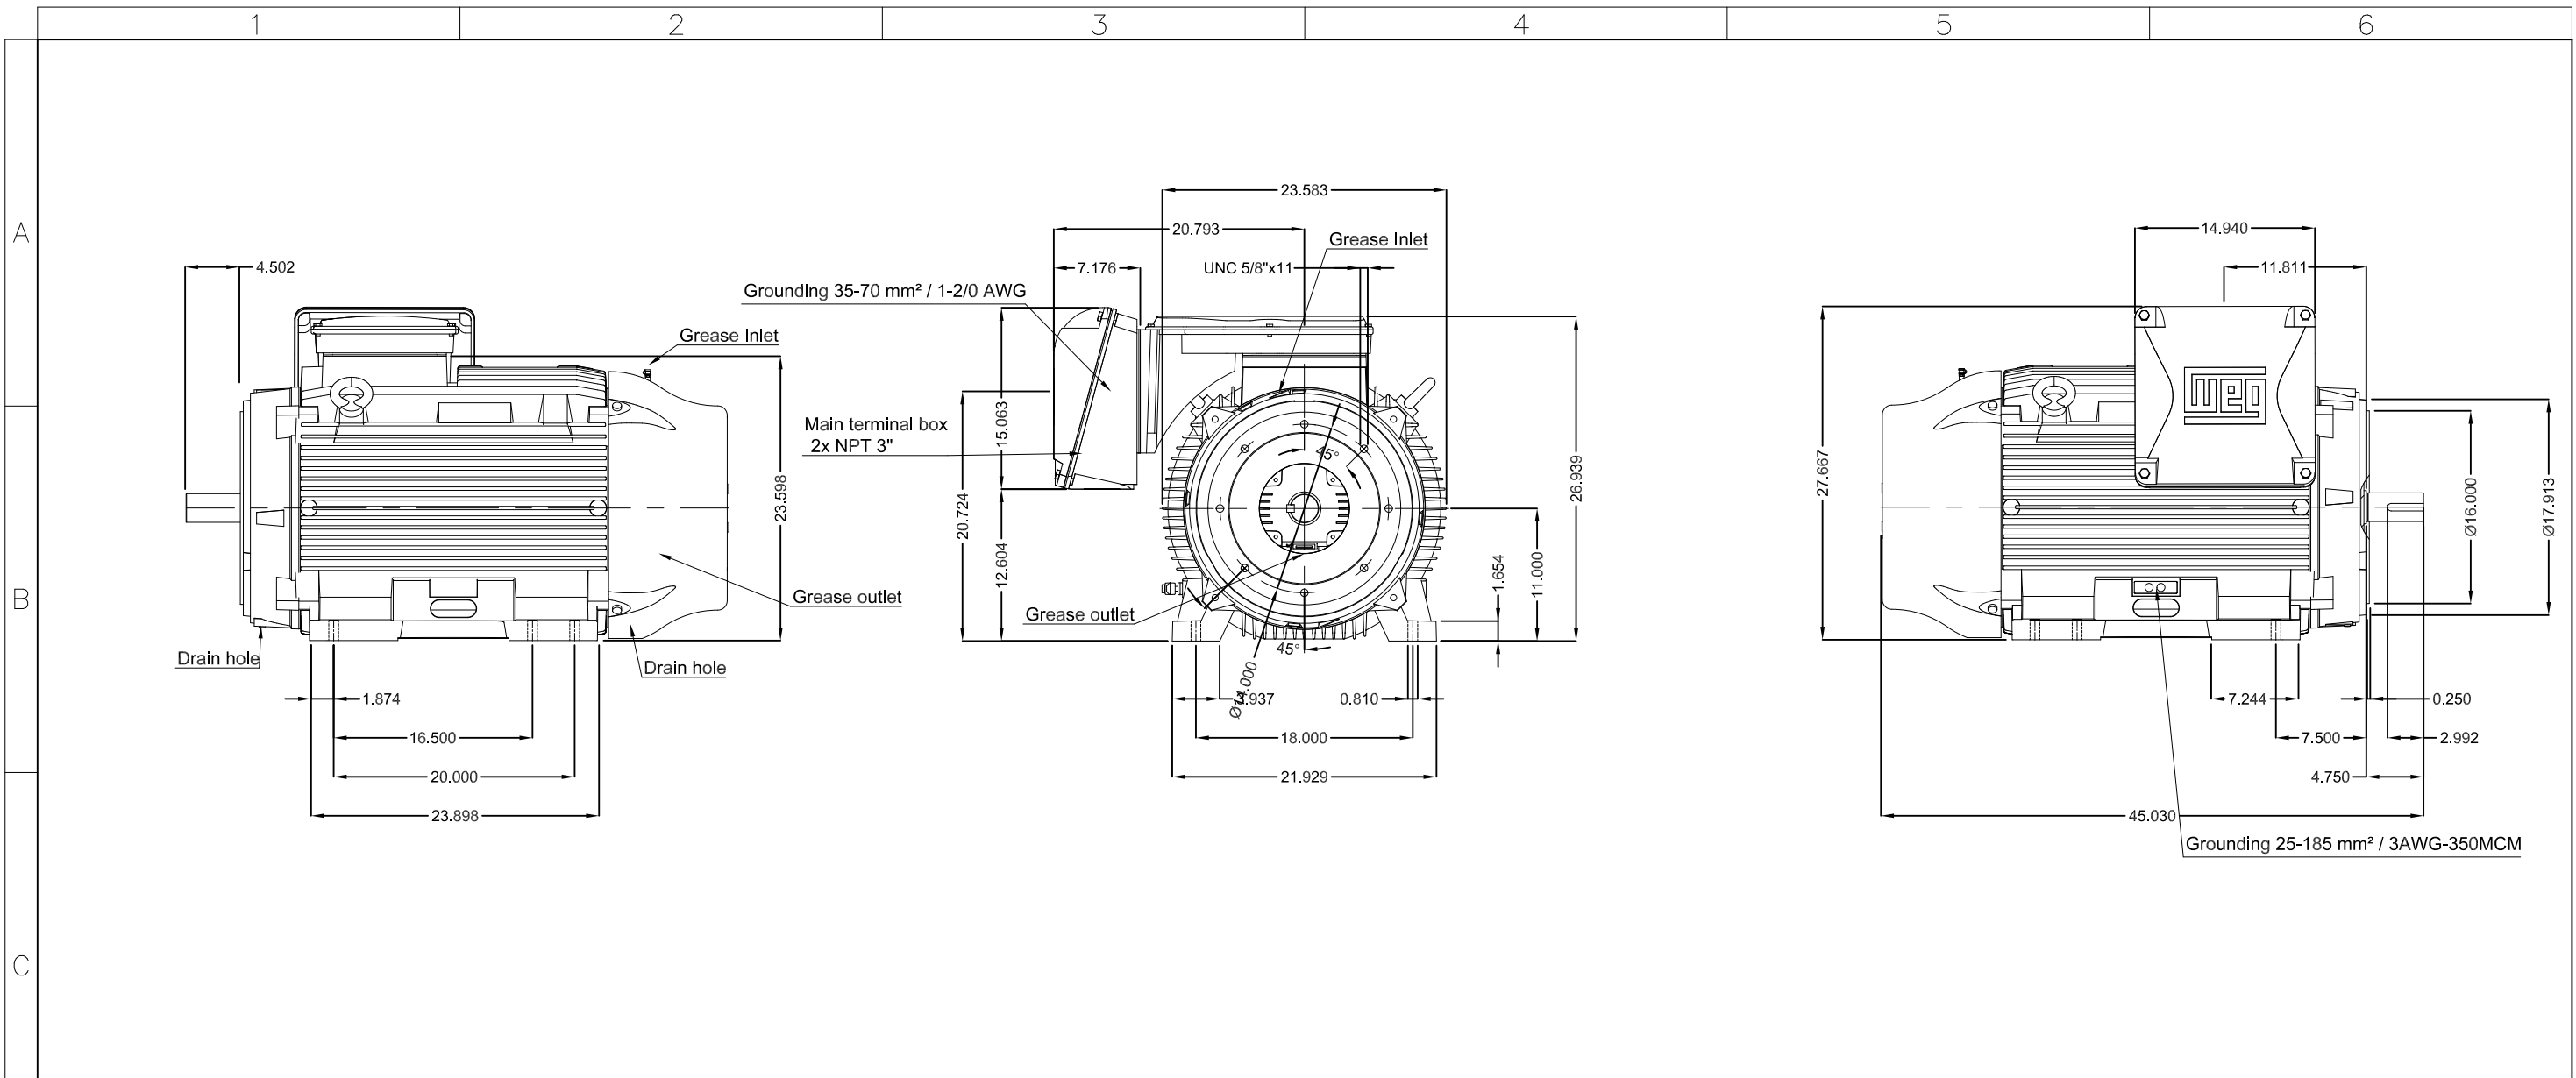 1
2
3
4
5
6
A
B
C
4.502
Grease Inlet
23.598
Grease outlet
Drain hole
Drain hole
1.874
16.500
20.000
23.898
23.583
20.793
Grease Inlet
7.176
UNC 5/8"x11
Grounding 35-70 mm² / 1-2/0 AWG
Main terminal box
2x NPT 3"
15.063
20.724
12.604
45°
26.939
1.654
11.000
Grease outlet
45°
Ø14.000
0.810
18.000
21.929
14.940
11.811
27.667
WEG
Ø16.000
Ø17.913
7.244
0.250
7.500
2.992
4.750
45.030
Grounding 25-185 mm² / 3AWG-350MCM